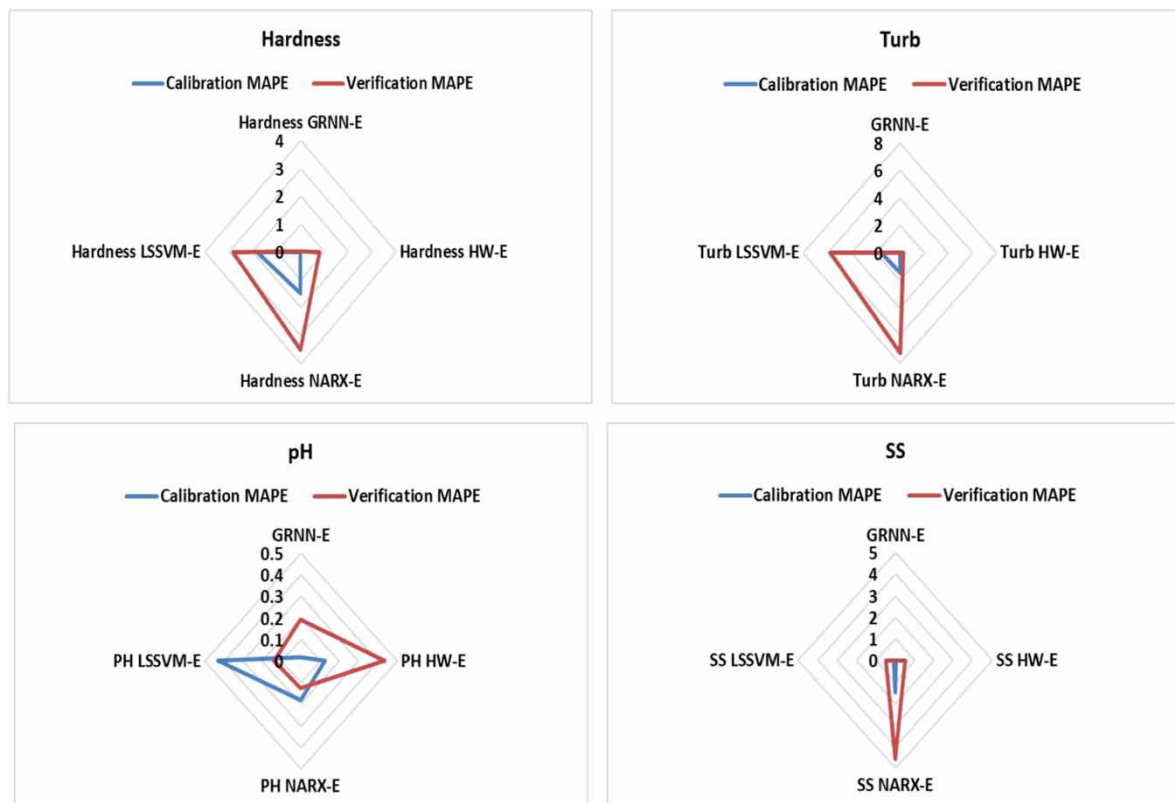 Hardness
Calibration MAPE Verification MAPE
Hardness GRNN-E
4
3
2
1
Hardness LSSVM-E 0 Hardness HW-E
Hardness NARX-E
Turb
Calibration MAPE Verification MAPE
GRNN-E
8
6
4
2
Turb LSSVM-E 0 Turb HW-E
Turb NARX-E
pH
Calibration MAPE Verification MAPE
GRNN-E
0.5
0.4
0.3
0.2
0.1
PH LSSVM-E 0 PH HW-E
PH NARX-E
SS
Calibration MAPE Verification MAPE
GRNN-E
5
4
3
2
1
SS LSSVM-E 0 SS HW-E
SS NARX-E